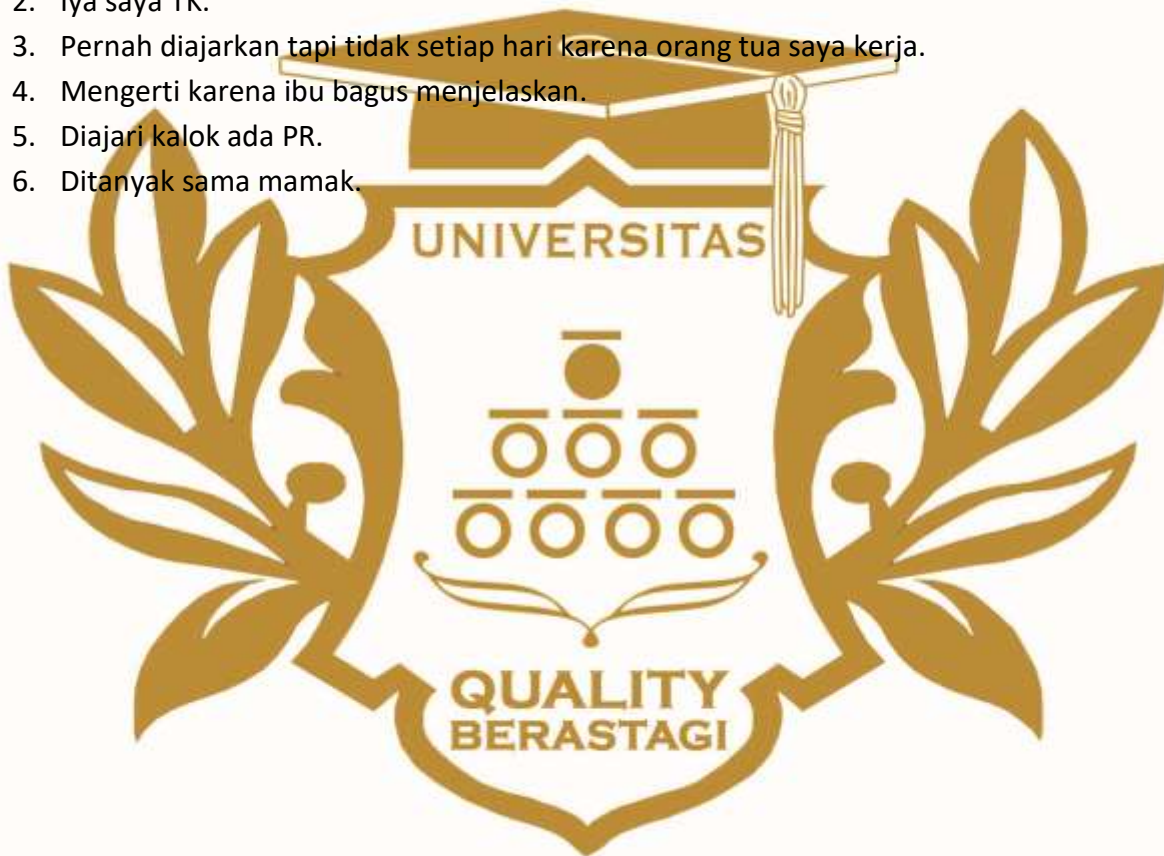 2. Iya saya TK.
3. Pernah diajarkan tapi tidak setiap hari karena orang tua saya kerja.
4. Mengerti karena ibu bagus menjelaskan.
5. Diajari kalok ada PR.
6. Ditanyak sama mamak.
UNIVERSITAS
QUALITY
BERASTAGI